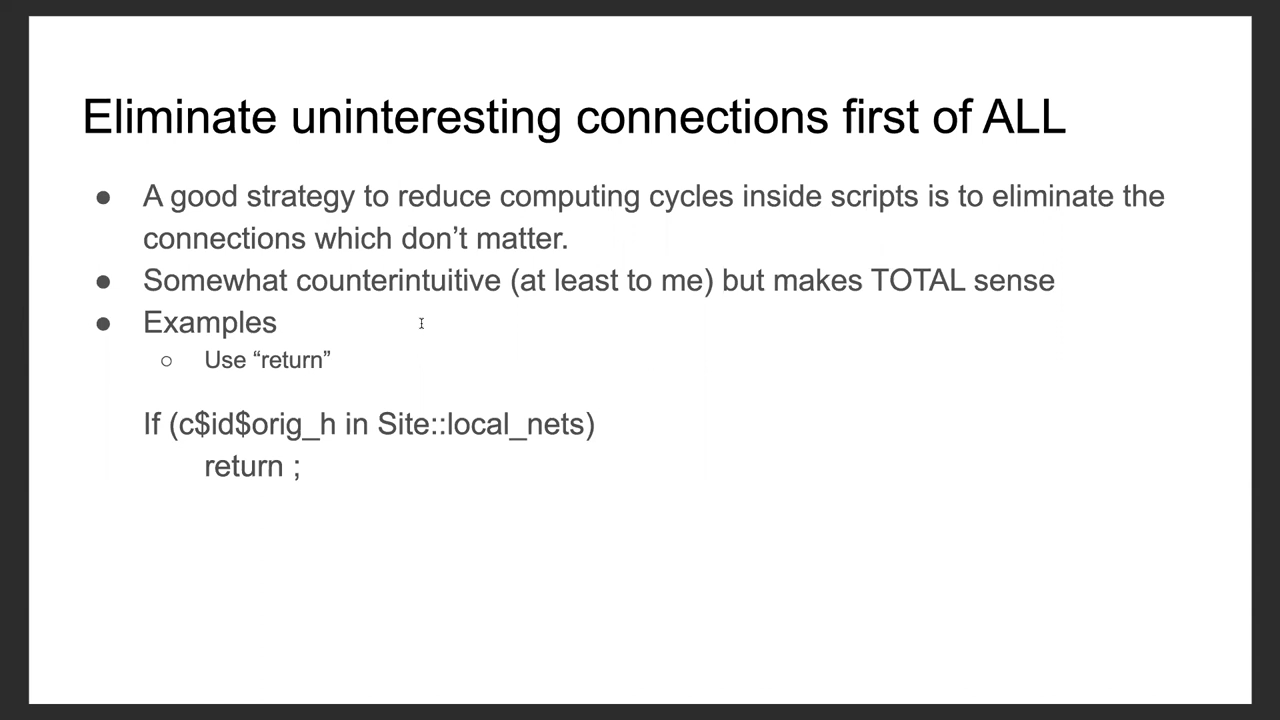 Eliminate uninteresting connections first of ALL
● A good strategy to reduce computing cycles inside scripts is to eliminate the
connections which don’t matter.
● Somewhat counterintuitive (at least to me) but makes TOTAL sense
● Examples
○ Use “return”
If (c$id$orig_h in Site::local_nets)
return ;